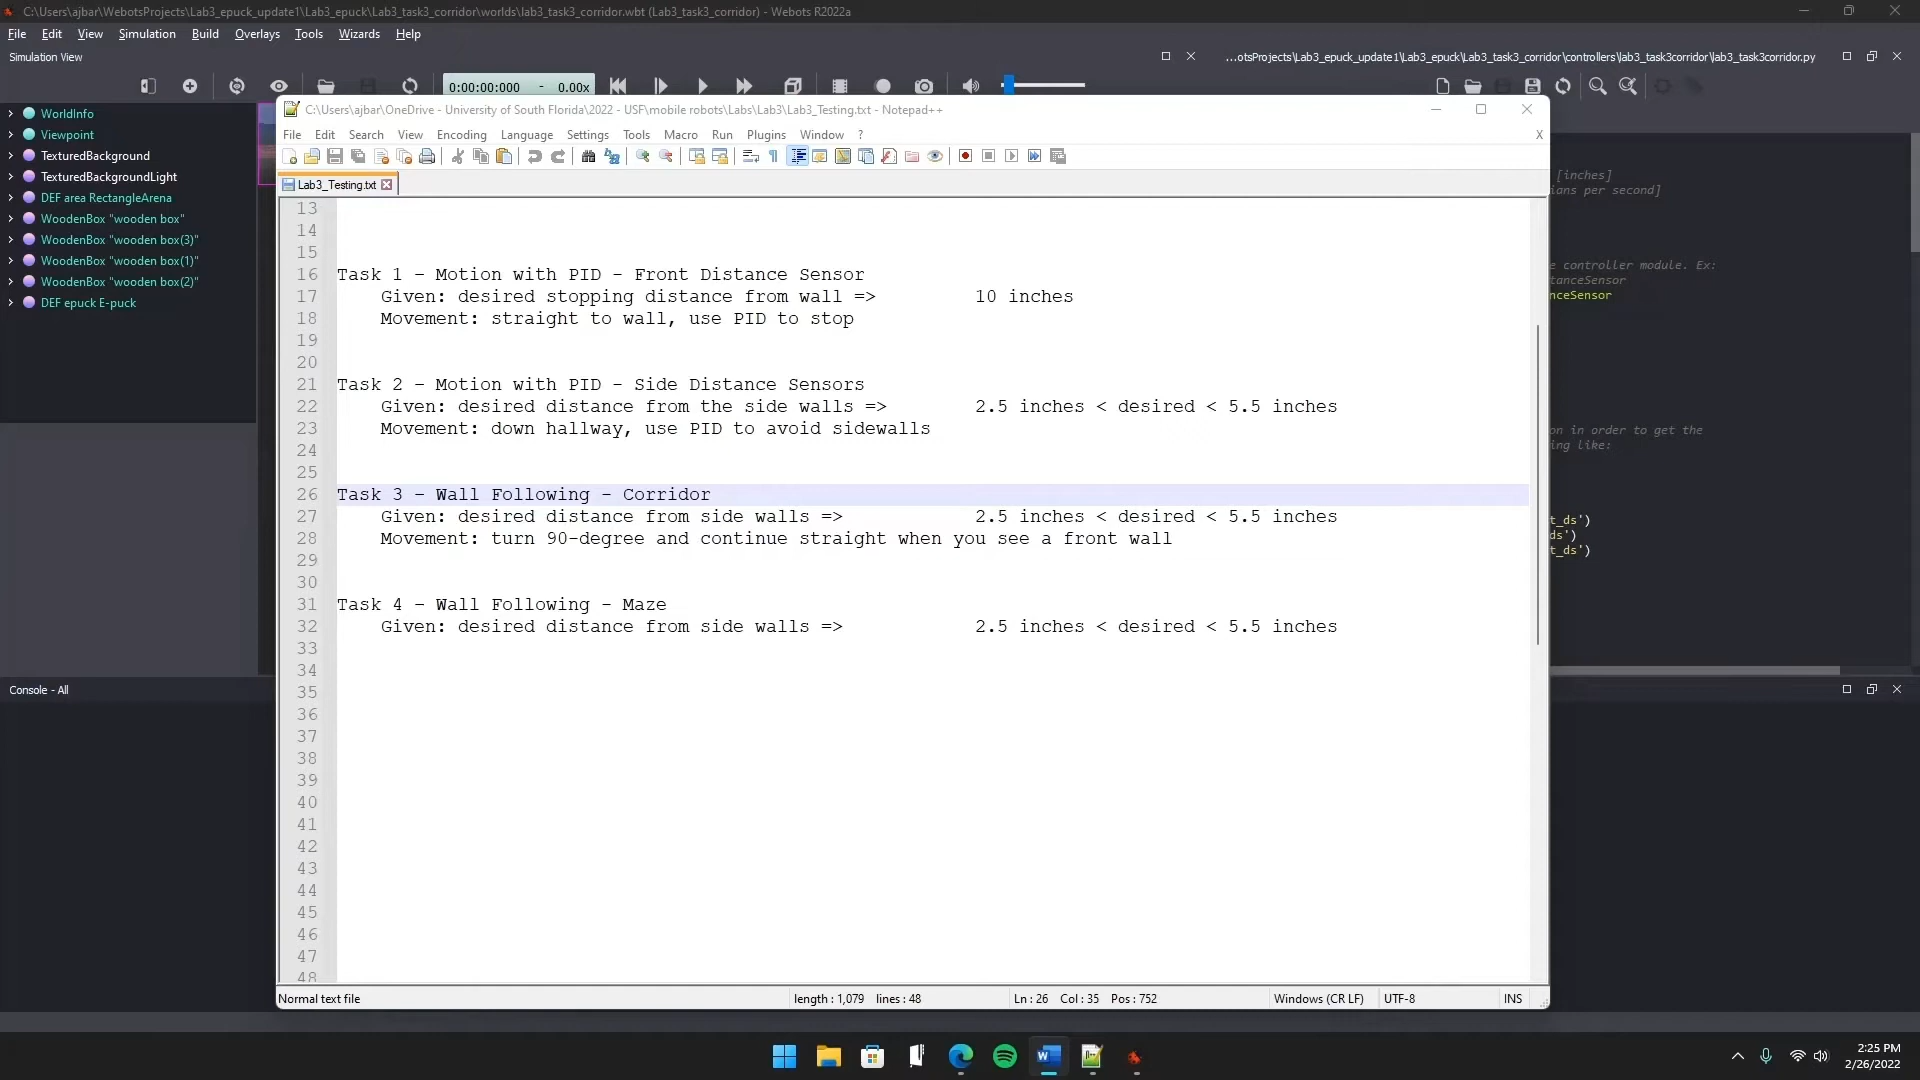 C:\Users\ajbar\WebotsProjects\Lab3_epuck_update1\Lab3_epuck\Lab3_task3_corridor\worlds\lab3_task3_corridor.wbt (Lab3_task3_corridor) - Webots R2022a
File Edit View Simulation Build Overlays Tools Wizards Help
Simulation View
...otsProjects\Lab3_epuck_update1\Lab3_epuck\Lab3_task3_corridor\controllers\lab3_task3corridor\lab3_task3corridor.py
0:00:00:000 - 0.00x
WorldInfo
Viewpoint
TexturedBackground
TexturedBackgroundLight
DEF area RectangleArena
WoodenBox "wooden box"
WoodenBox "wooden box(3)"
WoodenBox "wooden box(1)"
WoodenBox "wooden box(2)"
DEF epuck E-puck
C:\Users\ajbar\OneDrive - University of South Florida\2022 - USF\mobile robots\Labs\Lab3\Lab3_Testing.txt - Notepad++
File Edit Search View Encoding Language Settings Tools Macro Run Plugins Window ? X
Lab3_Testing.txt
13
14
15
16 Task 1 - Motion with PID - Front Distance Sensor
17 Given: desired stopping distance from wall => 10 inches
18 Movement: straight to wall, use PID to stop
19
20
21 Task 2 - Motion with PID - Side Distance Sensors
22 Given: desired distance from the side walls => 2.5 inches < desired < 5.5 inches
23 Movement: down hallway, use PID to avoid sidewalls
24
25
26 Task 3 - Wall Following - Corridor
27 Given: desired distance from side walls => 2.5 inches < desired < 5.5 inches
28 Movement: turn 90-degree and continue straight when you see a front wall
29
30
31 Task 4 - Wall Following - Maze
32 Given: desired distance from side walls => 2.5 inches < desired < 5.5 inches
33
34
35
36
37
38
39
40
41
42
43
44
45
46
47
48
Normal text file length : 1,079 lines : 48 Ln : 26 Col : 35 Pos : 752 Windows (CR LF) UTF-8 INS
[inches]
ians per second]
e controller module. Ex:
tanceSensor
nceSensor
on in order to get the
ing like:
t_ds')
ds')
t_ds')
Console - All
2:25 PM
2/26/2022